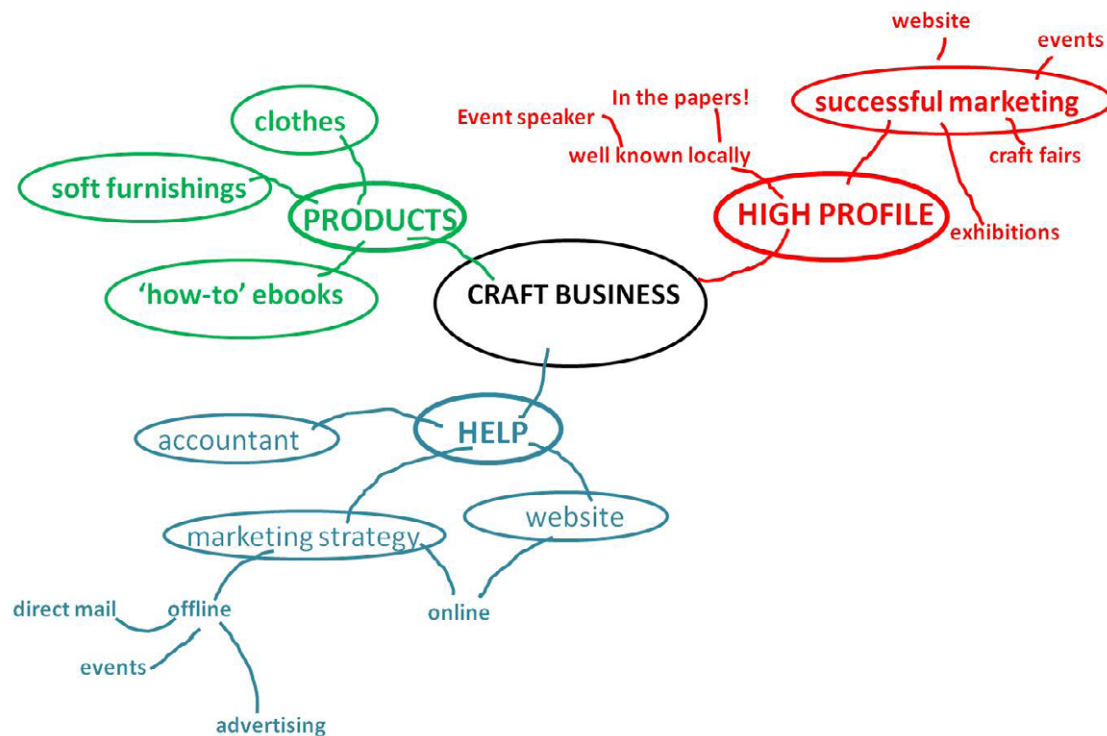 website
events
successful marketing
craft fairs
exhibitions
In the papers!
Event speaker
well known locally
HIGH PROFILE
clothes
soft furnishings
PRODUCTS
‘how-to’ ebooks
CRAFT BUSINESS
HELP
accountant
website
marketing strategy
online
direct mail
offline
events
advertising